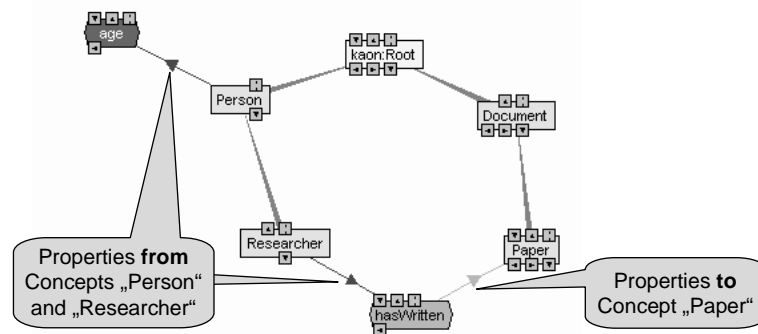 age
kaon:Root
Person
Document
Researcher
Paper
Properties from
Concepts „Person“
and „Researcher“
Properties to
Concept „Paper“
hasWritten